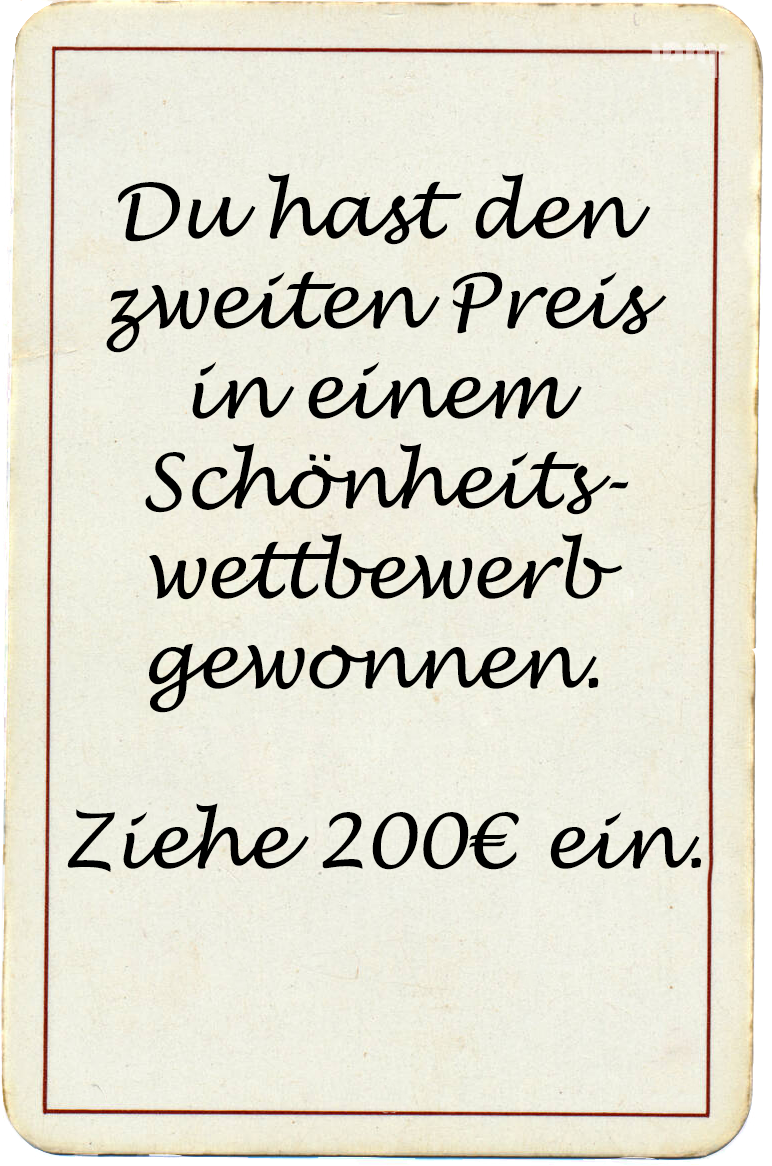 Du hast den
zweiten Preis
in einem
Schönheits-
wettbewerb
gewonnen.
Ziehe 200€ ein.